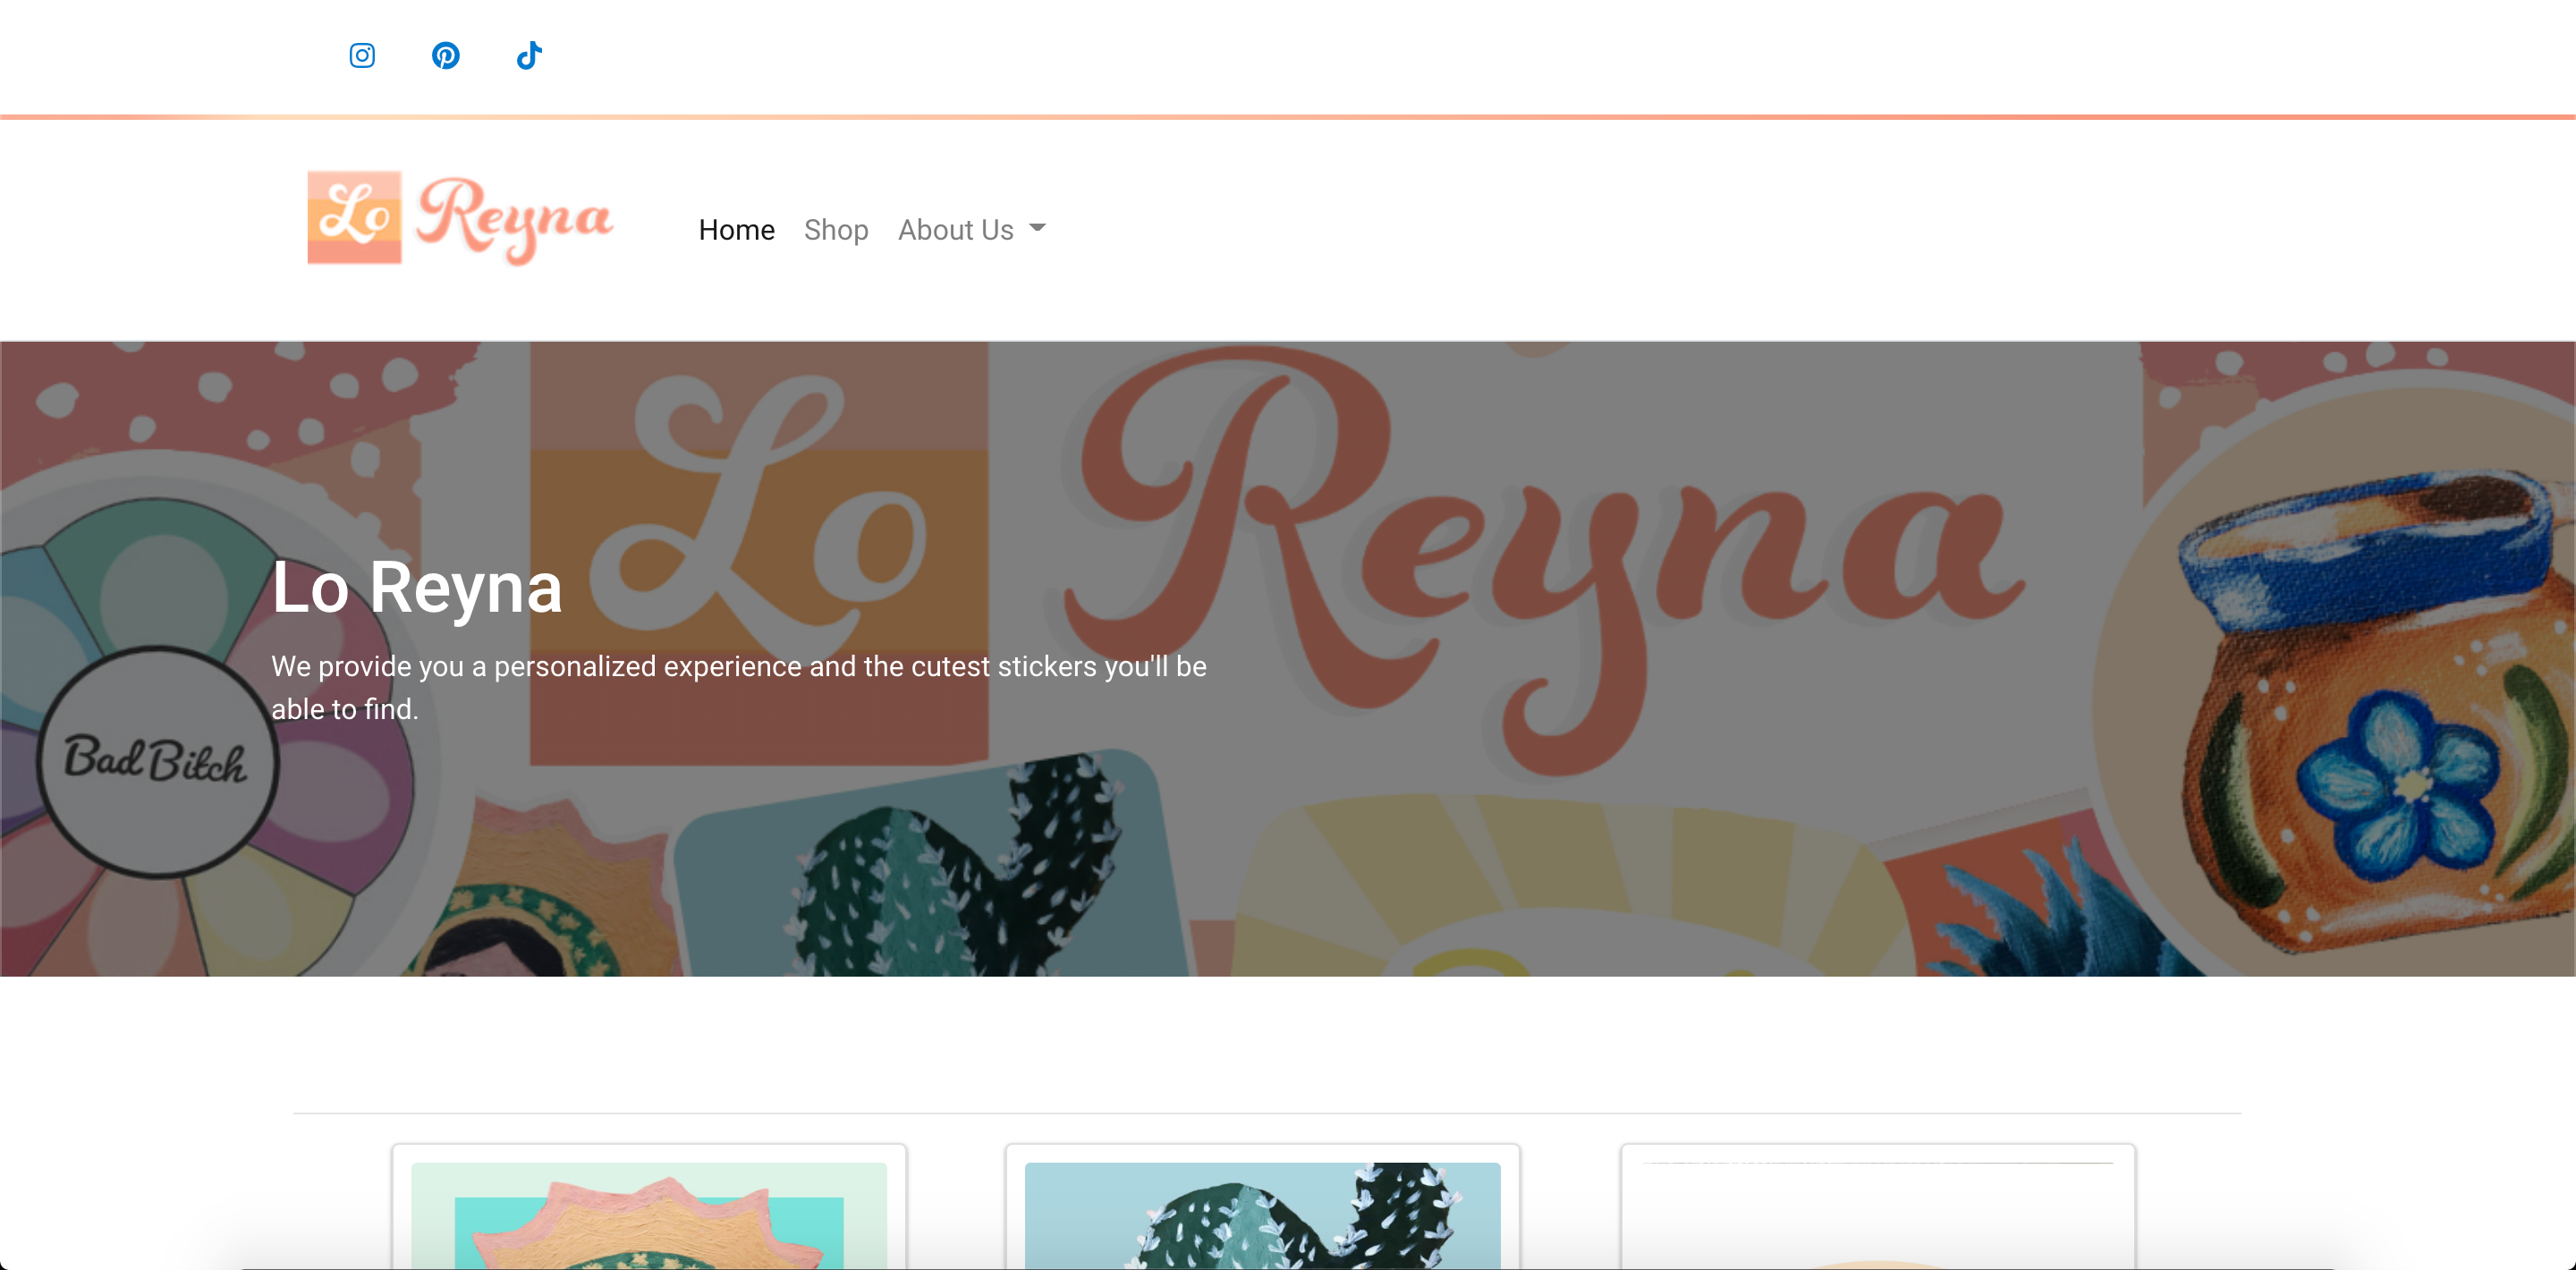 Lo Reyna
Home Shop About Us
Lo Reyna
Lo Reyna
We provide you a personalized experience and the cutest stickers you'll be
able to find.
Bad Bitch